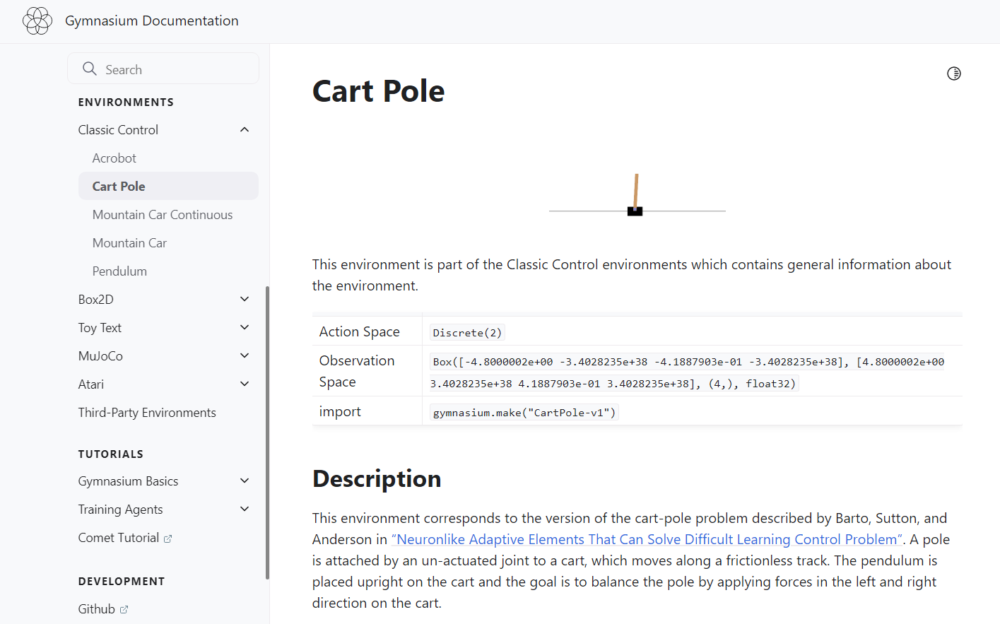 Gymnasium Documentation
Search
ENVIRONMENTS
Classic Control
Acrobot
Cart Pole
Mountain Car Continuous
Mountain Car
Pendulum
Box2D
Toy Text
MuJoCo
Atari
Third-Party Environments
TUTORIALS
Gymnasium Basics
Training Agents
Comet Tutorial
DEVELOPMENT
Github
Cart Pole
This environment is part of the Classic Control environments which contains general information about
the environment.
Action Space Discrete(2)
Observation Space Box([-4.8000002e+00 -3.4028235e+38 -4.1887903e-01 -3.4028235e+38], [4.8000002e+00
3.4028235e+38 4.1887903e-01 3.4028235e+38], (4,), float32)
import gymnasium.make("CartPole-v1")
Description
This environment corresponds to the version of the cart-pole problem described by Barto, Sutton, and
Anderson in “Neuronlike Adaptive Elements That Can Solve Difficult Learning Control Problem”. A pole
is attached by an un-actuated joint to a cart, which moves along a frictionless track. The pendulum is
placed upright on the cart and the goal is to balance the pole by applying forces in the left and right
direction on the cart.